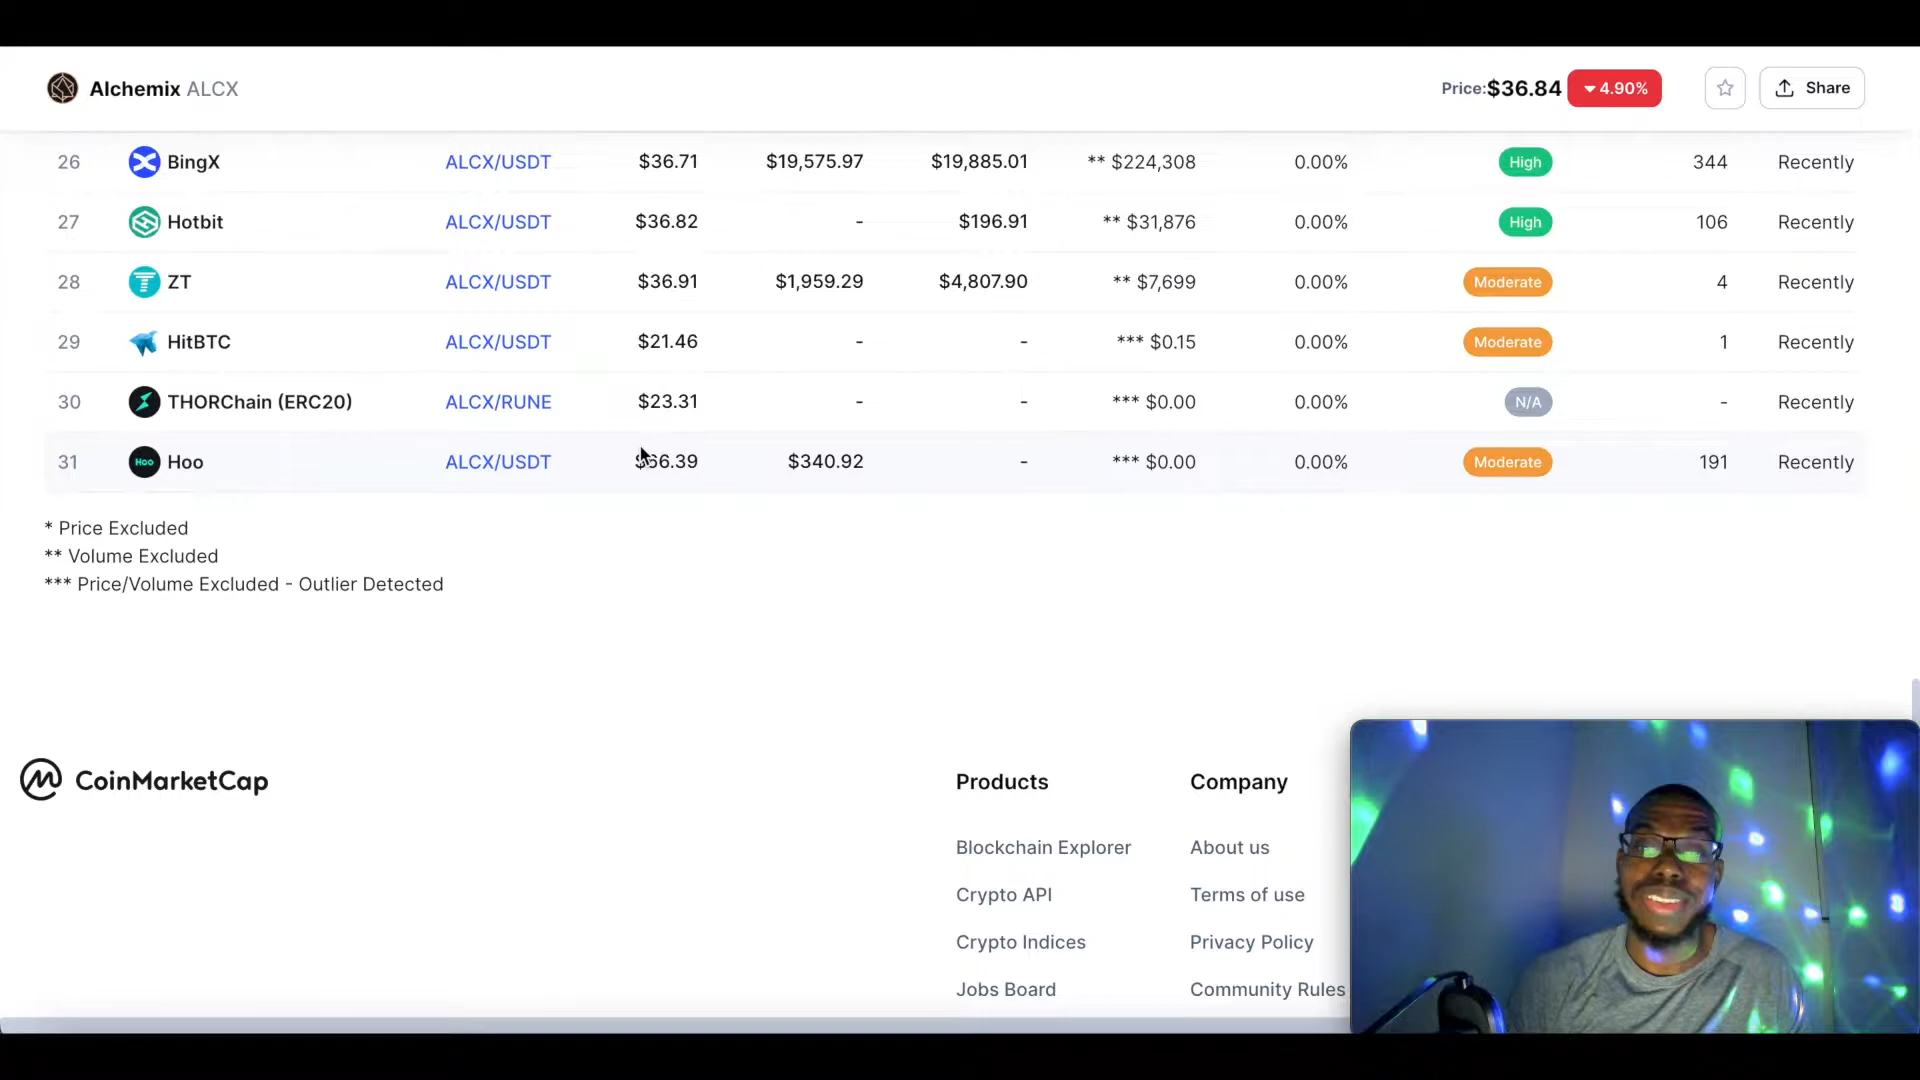 Alchemix ALCX Price:$36.84 4.90% Share
26 BingX ALCX/USDT $36.71 $19,575.97 $19,885.01 ** $224,308 0.00% High 344 Recently
27 Hotbit ALCX/USDT $36.82 - $196.91 ** $31,876 0.00% High 106 Recently
28 ZT ALCX/USDT $36.91 $1,959.29 $4,807.90 ** $7,699 0.00% Moderate 4 Recently
29 HitBTC ALCX/USDT $21.46 - - *** $0.15 0.00% Moderate 1 Recently
30 THORChain (ERC20) ALCX/RUNE $23.31 - - *** $0.00 0.00% N/A - Recently
31 Hoo Hoo ALCX/USDT $340.92 - *** $0.00 0.00% Moderate 191 Recently
* Price Excluded
** Volume Excluded
*** Price/Volume Excluded - Outlier Detected
CoinMarketCap
Products
Blockchain Explorer
Crypto API
Crypto Indices
Jobs Board
Company
About us
Terms of use
Privacy Policy
Community Rules